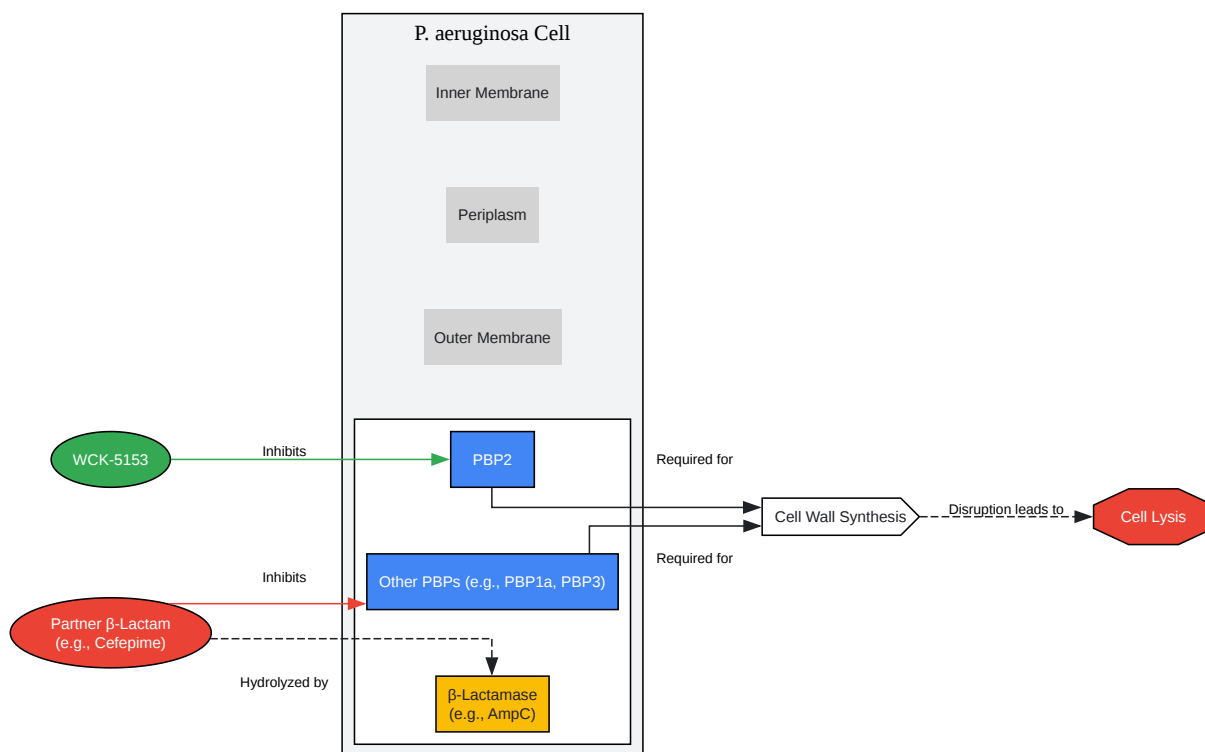 P. aeruginosa Cell
Inner Membrane
Periplasm
Outer Membrane
WCK-5153
Inhibits
PBP2
Required for
Cell Wall Synthesis
Disruption leads to
Cell Lysis
Required for
Other PBPs (e.g., PBP1a, PBP3)
Inhibits
Partner β-Lactam
(e.g., Cefepime)
Hydrolyzed by
β-Lactamase
(e.g., AmpC)